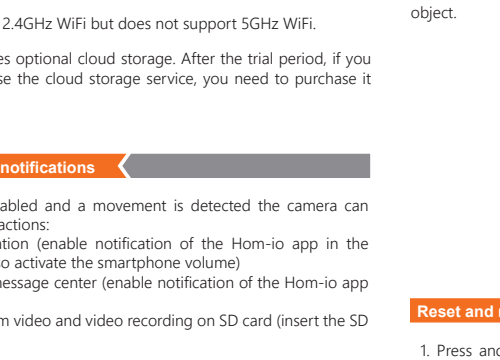 2.4GHz WiFi but does not support 5GHz WiFi.
es optional cloud storage. After the trial period, if you
se the cloud storage service, you need to purchase it
notifications
abled and a movement is detected the camera can
actions:
tion (enable notification of the Hom-io app in the
so activate the smartphone volume)
message center (enable notification of the Hom-io app
m video and video recording on SD card (insert the SD
object.
Reset and
1. Press and